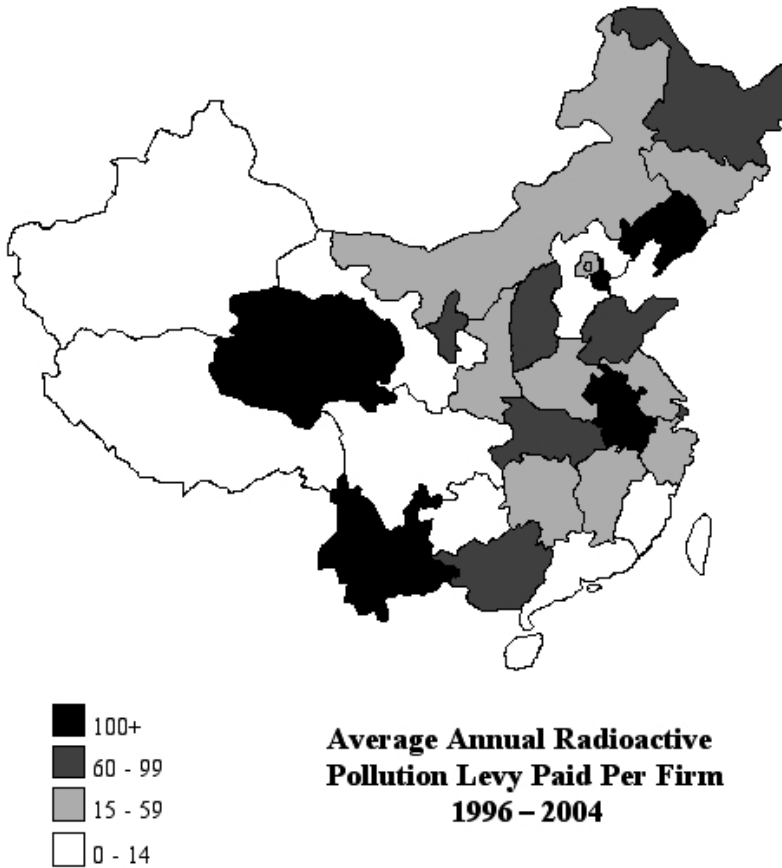 100+
60 - 99
15 - 59
0 - 14
Average Annual Radioactive
Pollution Levy Paid Per Firm
1996 – 2004